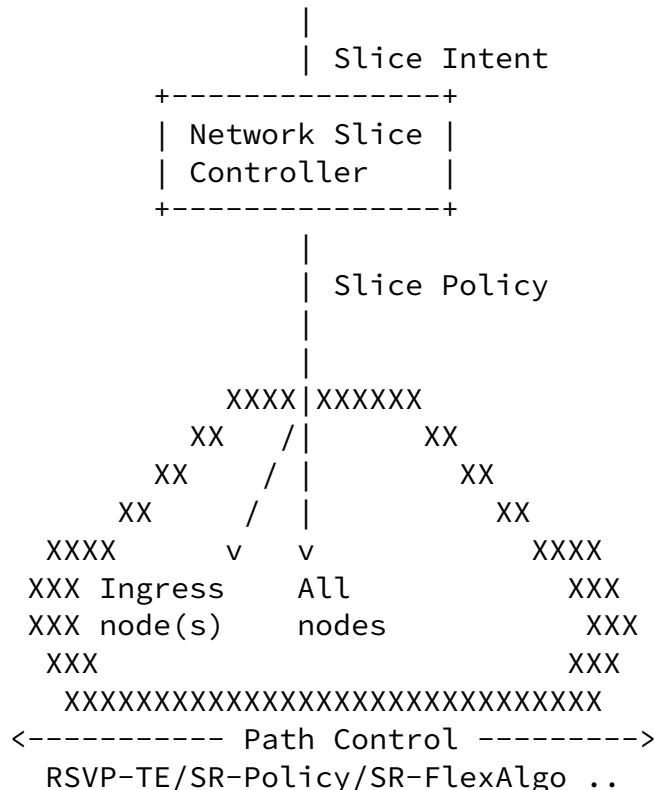 Slice Intent
Network Slice
Controller
Slice Policy
XXXX XXXXXX
XX XX
XX XX
XX XX
XXXX v v XXXX
XXX Ingress All XXX
XXX node(s) nodes XXX
XXX XXX
XXXXXXXXXXXXXXXXXXXXXXXXXXXXXX
<----------- Path Control --------->
RSVP-TE/SR-Policy/SR-FlexAlgo ..